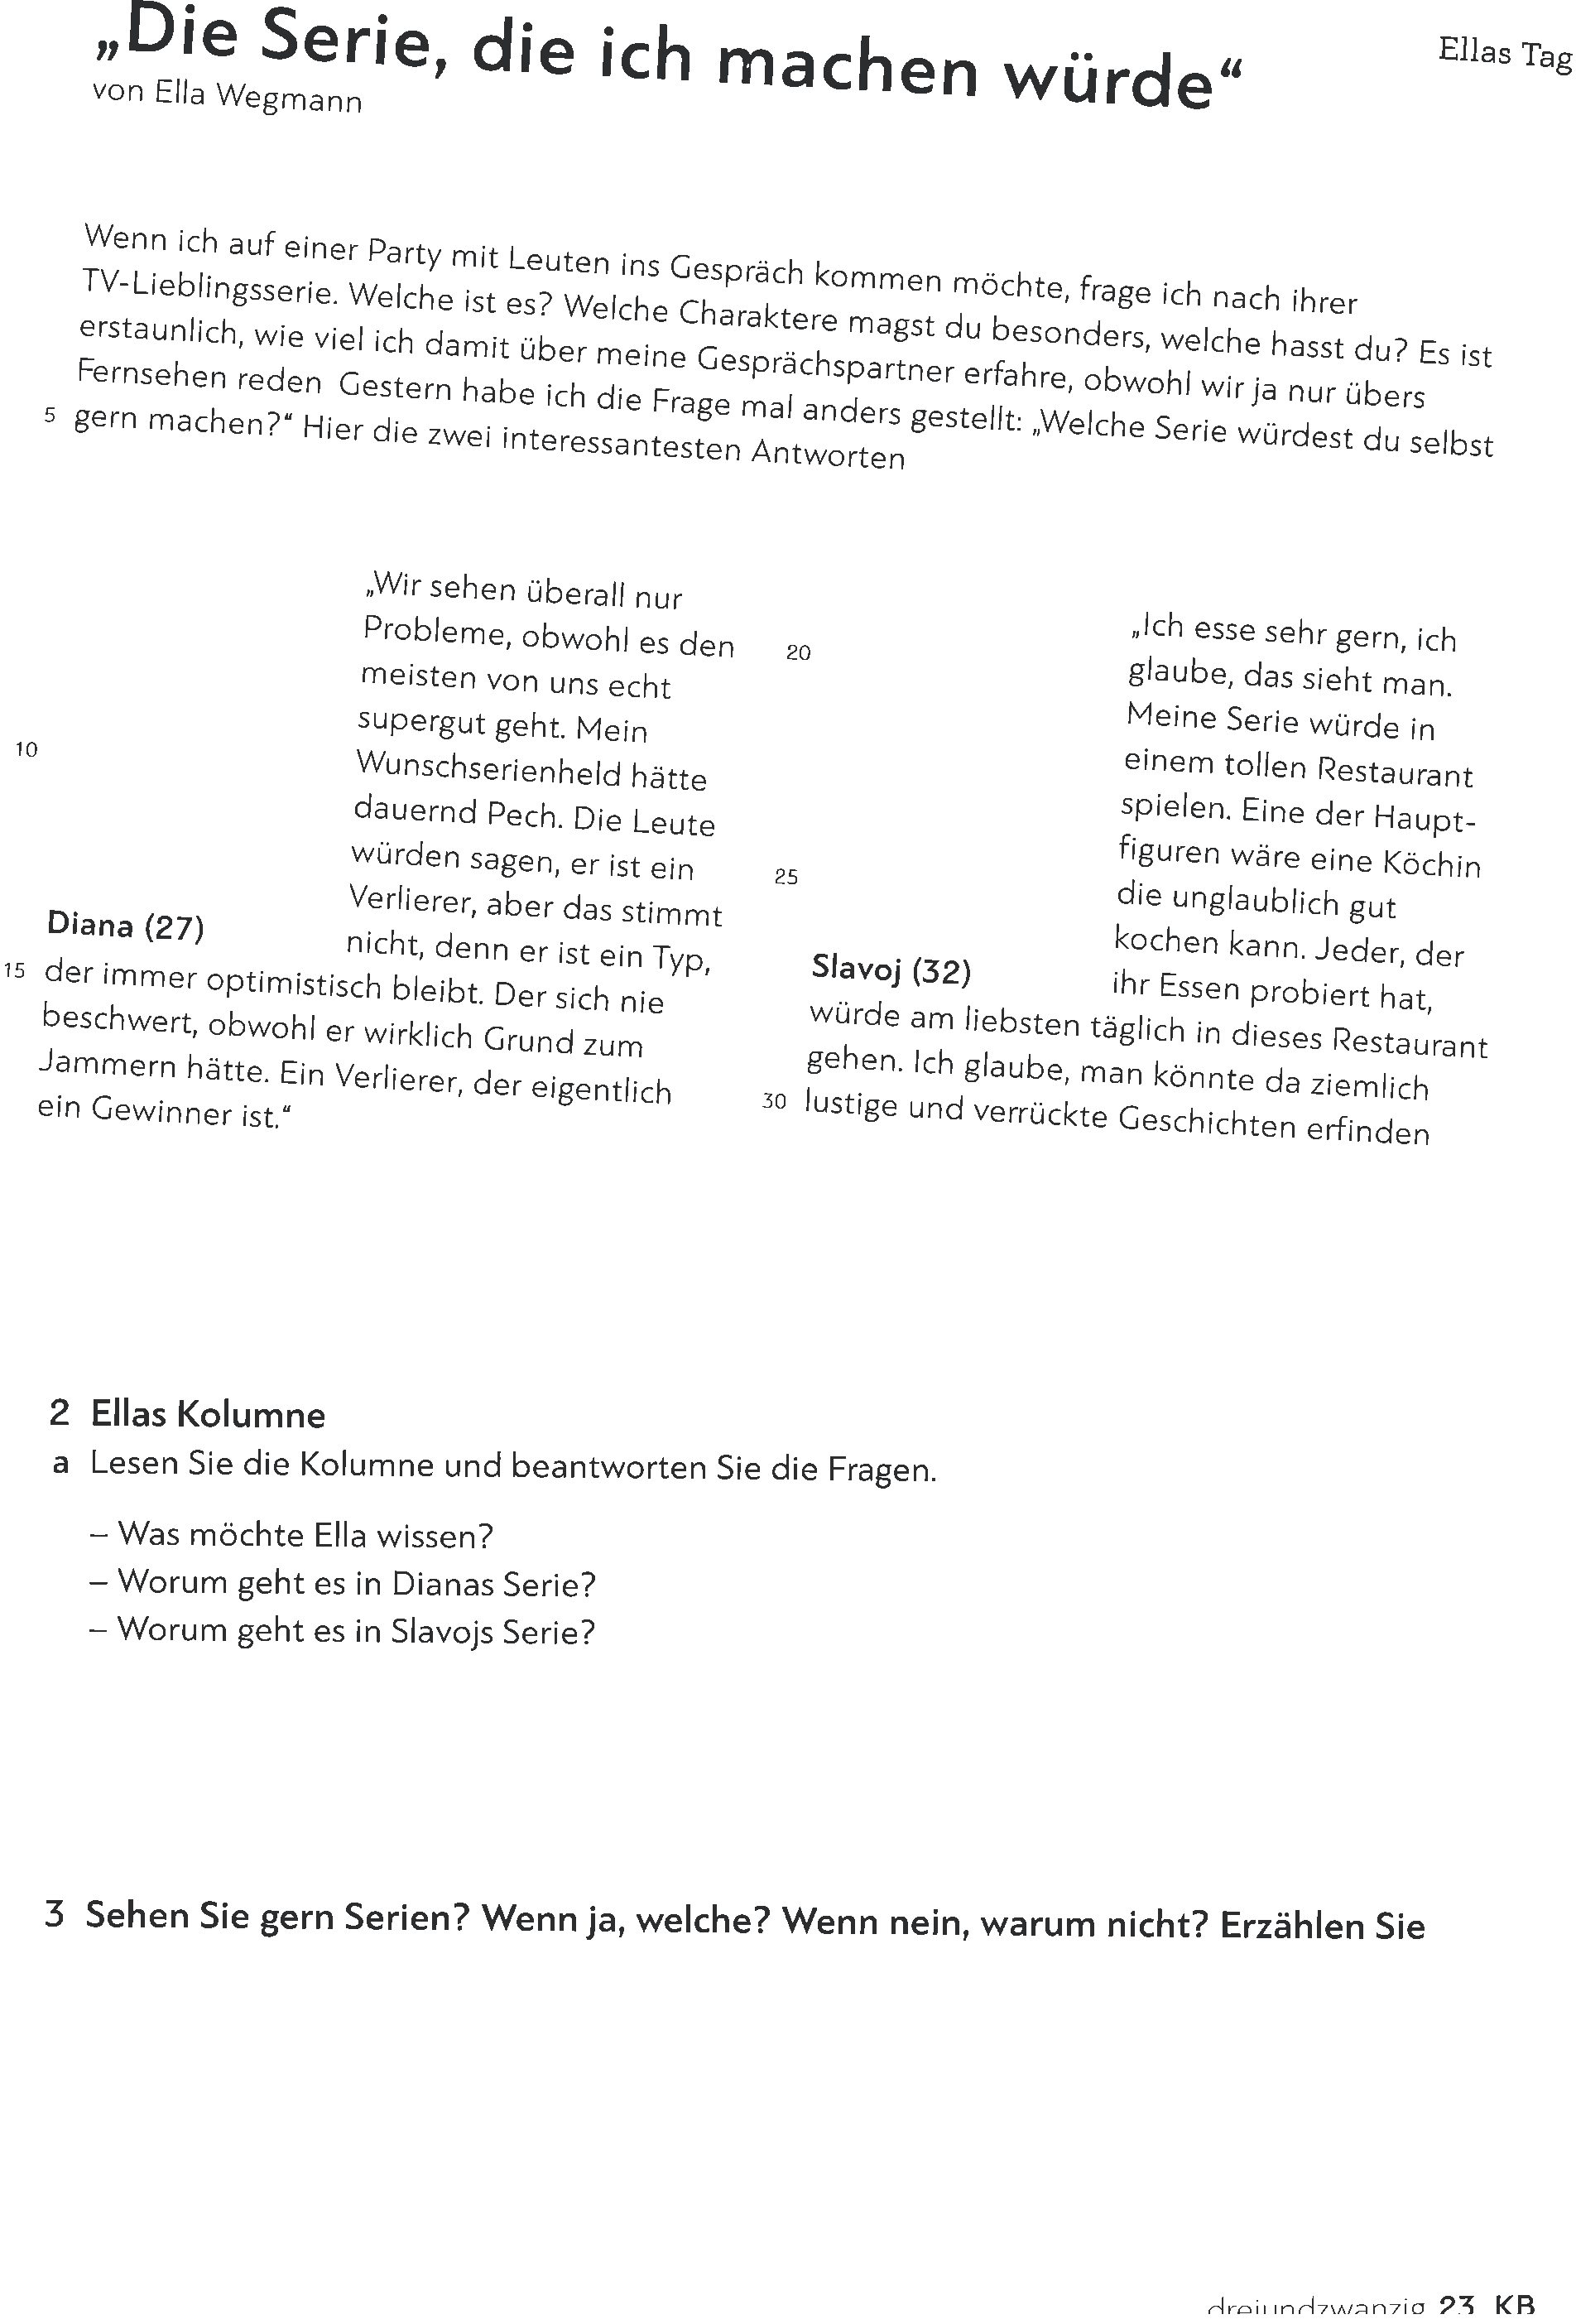 „Die Serie, die ich machen würde“
Ellas Tag
von Ella Wegmann
Wenn ich auf einer Party mit Leuten ins Gespräch kommen möchte, frage ich nach ihrer
TV-Lieblingsserie. Welche ist es? Welche Charaktere magst du besonders, welche hasst du? Es ist
erstaunlich, wie viel ich damit über meine Gesprächspartner erfahre, obwohl wir ja nur übers
Fernsehen reden Gestern habe ich die Frage mal anders gestellt: „Welche Serie würdest du selbst
5 gern machen?“ Hier die zwei interessantesten Antworten
„Wir sehen überall nur
Probleme, obwohl es den
meisten von uns echt
supergut geht. Mein
10 Wunschserienheld hätte
dauernd Pech. Die Leute
würden sagen, er ist ein
Verlierer, aber das stimmt
Diana (27)
nicht, denn er ist ein Typ,
15 der immer optimistisch bleibt. Der sich nie
beschwert, obwohl er wirklich Grund zum
Jammern hätte. Ein Verlierer, der eigentlich
ein Gewinner ist.“
„Ich esse sehr gern, ich
20 glaube, das sieht man.
Meine Serie würde in
einem tollen Restaurant
spielen. Eine der Haupt-
figuren wäre eine Köchin
25 die unglaublich gut
kochen kann. Jeder, der
Slavoj (32)
ihr Essen probiert hat,
würde am liebsten täglich in dieses Restaurant
gehen. Ich glaube, man könnte da ziemlich
30 lustige und verrückte Geschichten erfinden
2 Ellas Kolumne
a Lesen Sie die Kolumne und beantworten Sie die Fragen.
– Was möchte Ella wissen?
– Worum geht es in Dianas Serie?
– Worum geht es in Slavojs Serie?
3 Sehen Sie gern Serien? Wenn ja, welche? Wenn nein, warum nicht? Erzählen Sie
dreiundzwanzig 23 KB